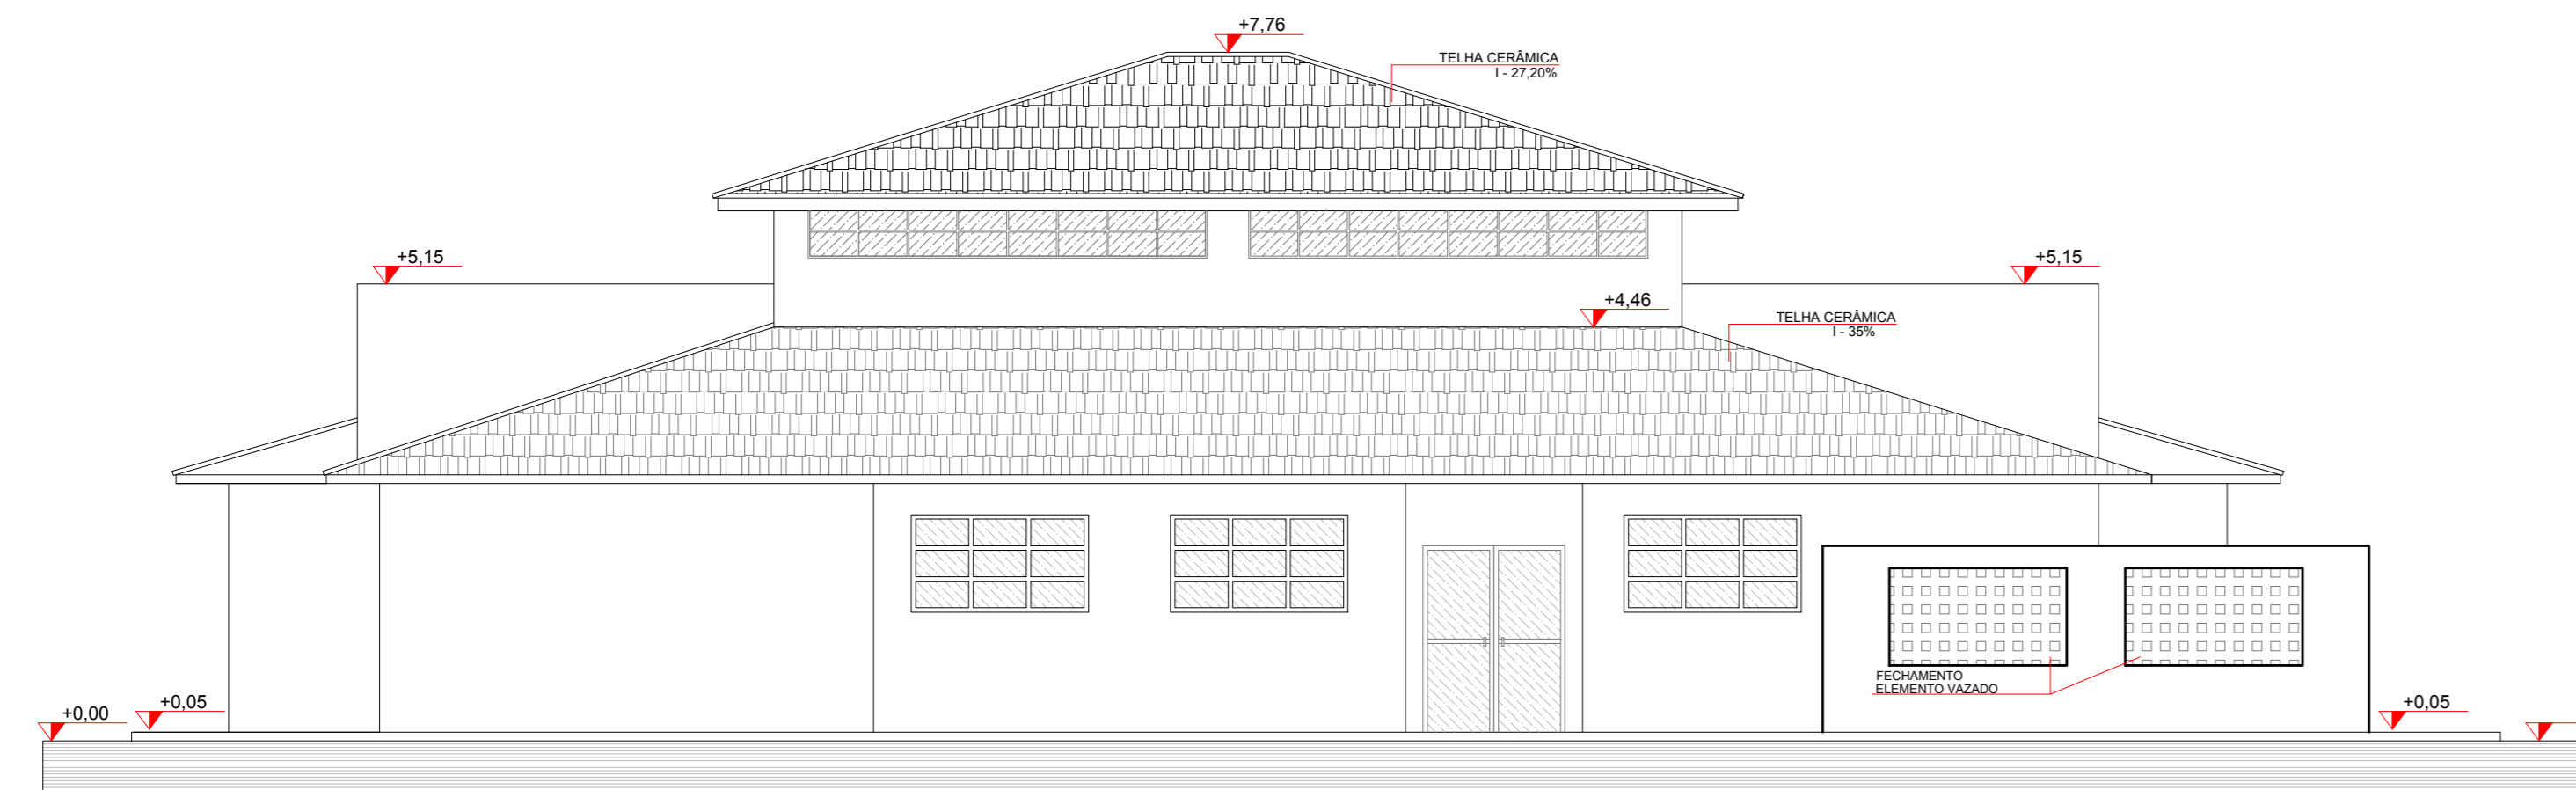 +7,76
TELHA CERÂMICA
I - 27,20%
+5,15
+5,15
+4,46
TELHA CERÂMICA
I - 35%
FECHAMENTO
ELEMENTO VAZADO
+0,00
+0,05
+0,05